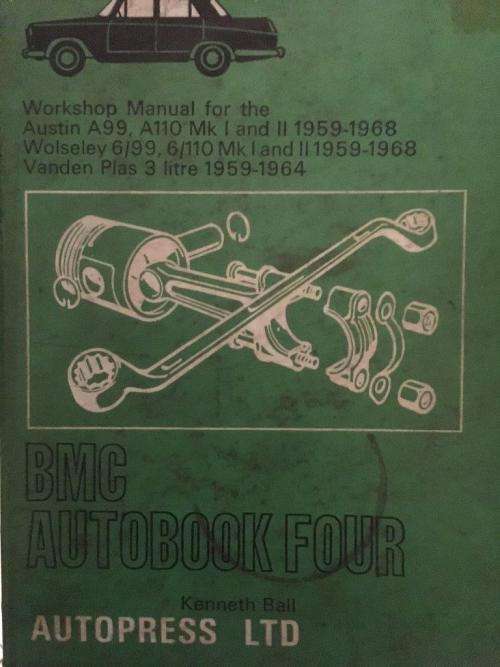 Workshop Manual for the
Austin A99, A110 Mk I and II 1959-1968
Wolseley 6/99, 6/110 Mk I and II 1959-1968
Vanden Plas 3 litre 1959-1964
BMC
AUTOBOOK FOUR
Kenneth Ball
AUTOPRESS LTD